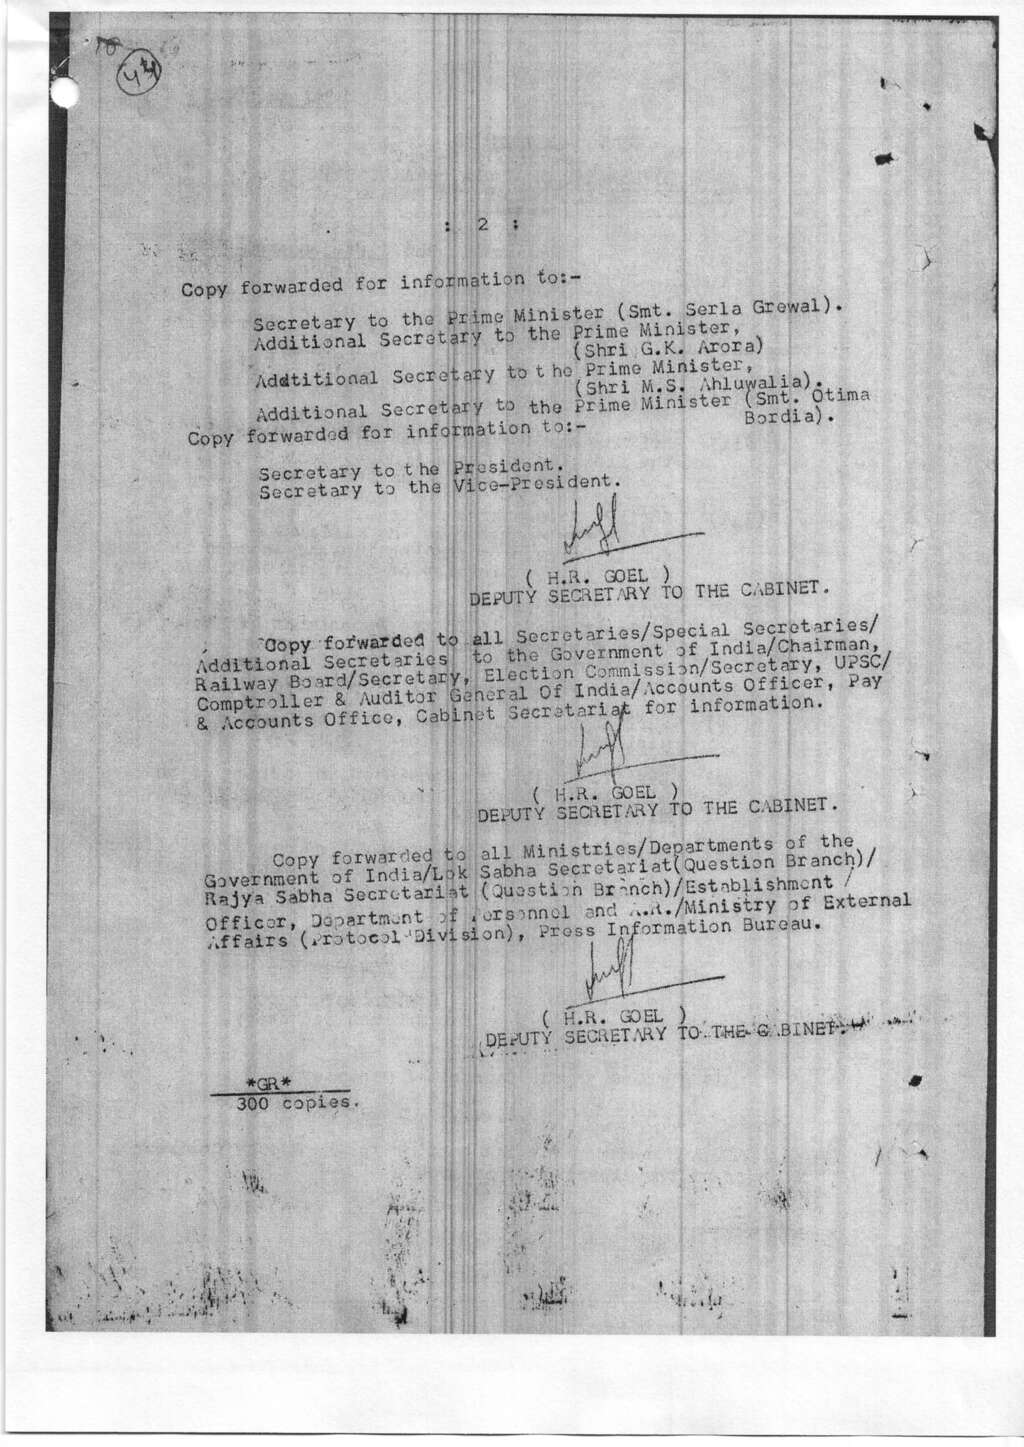 : 2 :
Copy forwarded for information to:-
Secretary to the Prime Minister (Smt. Serla Grewal).
Additional Secretary to the Prime Minister,
(Shri G.K. Arora)
Addtitional Secretary to t he Prime Minister,
(Shri M.S. Ahluwalia).
Additional Secretary to the Prime Minister (Smt. Otima
Bordia).
Copy forwarded for information to:-
Secretary to t he President.
Secretary to the Vice-President.
( H.R. GOEL )
DEPUTY SECRETARY TO THE CABINET.
Copy forwarded to all Secretaries/Special Secretaries/
Additional Secretaries to the Government of India/Chairman,
Railway Board/Secretary, Election Commission/Secretary, UPSC/
Comptroller & Auditor General Of India/Accounts Officer, Pay
& Accounts Office, Cabinet Secretariat for information.
( H.R. GOEL )
DEPUTY SECRETARY TO THE CABINET.
Copy forwarded to all Ministries/Departments of the
Government of India/Lok Sabha Secretariat(Question Branch)/
Rajya Sabha Secretariat (Question Branch)/Establishment
Officer, Department of Personnel and A.R./Ministry of External
Affairs (Protocol Division), Press Information Bureau.
( H.R. GOEL )
DEPUTY SECRETARY TO THE CABINET.
*GR*
300 copies.